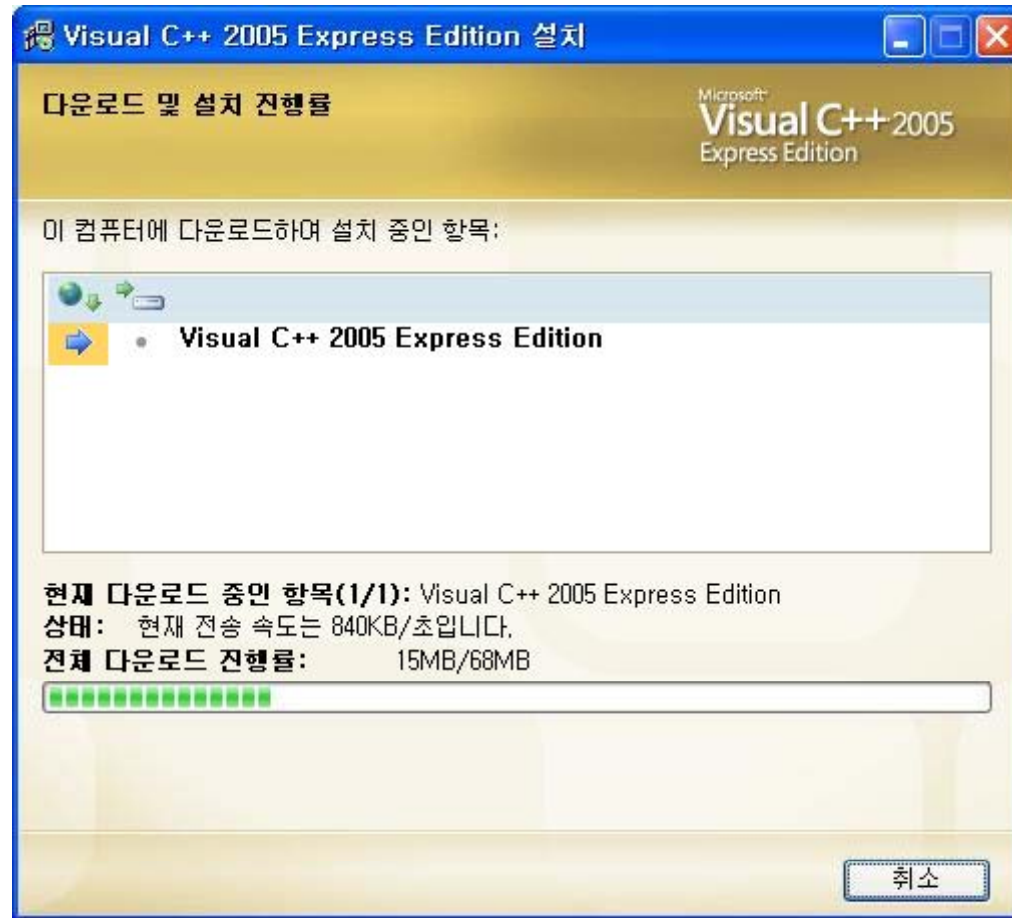 Visual C++ 2005 Express Edition 설치
다운로드 및 설치 진행률
Microsoft
Visual C++ 2005
Express Edition
이 컴퓨터에 다운로드하여 설치 중인 항목:
Visual C++ 2005 Express Edition
현재 다운로드 중인 항목(1/1): Visual C++ 2005 Express Edition
상태: 현재 전송 속도는 840KB/초입니다.
전체 다운로드 진행률: 15MB/68MB
취소